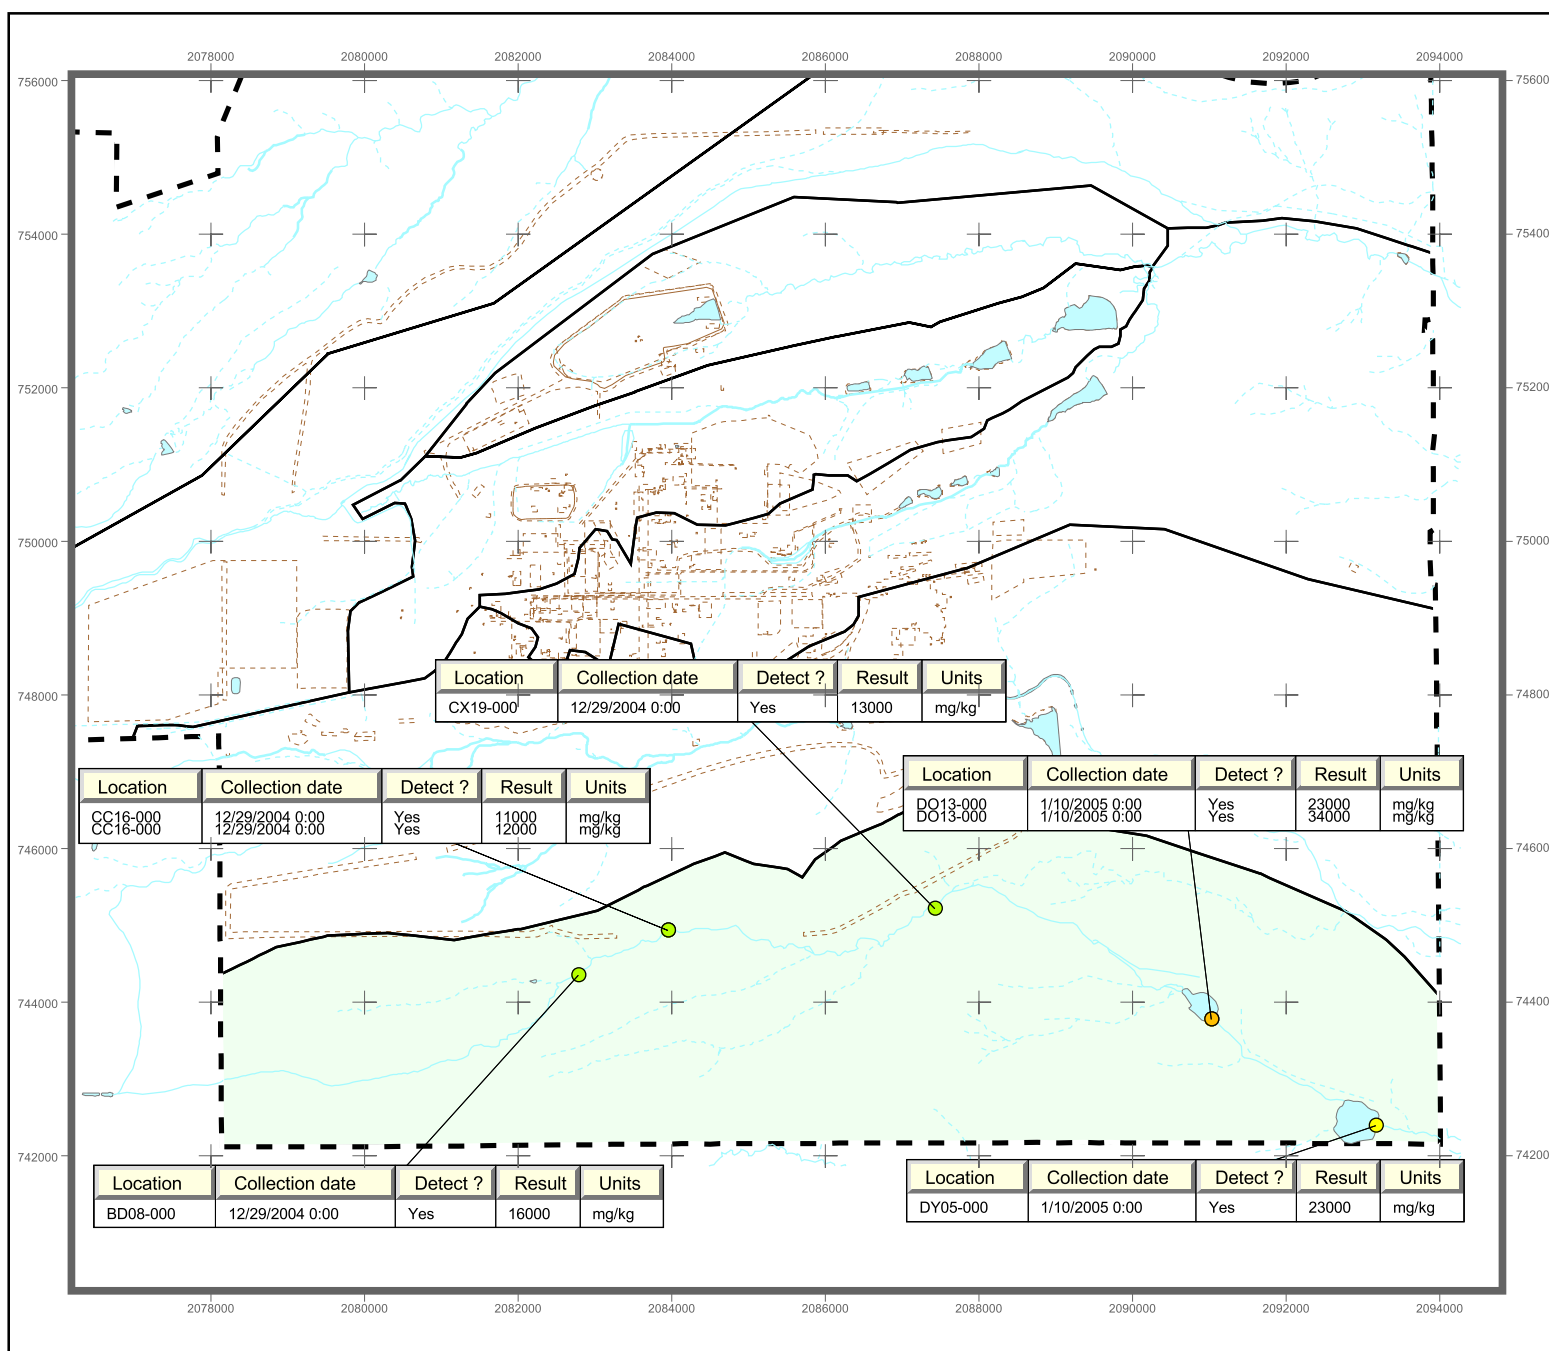 2078000 2080000 2082000 2084000 2086000 2088000 2090000 2092000 2094000
756000 75600
754000 75400
752000 75200
750000 75000
748000 74800
Location Collection date Detect ? Result Units
CX19-000 12/29/2004 0:00 Yes 13000 mg/kg
Location Collection date Detect ? Result Units
DO13-000 1/10/2005 0:00 Yes 23000 mg/kg
DO13-000 1/10/2005 0:00 Yes 34000 mg/kg
Location Collection date Detect ? Result Units
CC16-000 12/29/2004 0:00 Yes 11000 mg/kg
CC16-000 12/29/2004 0:00 Yes 12000 mg/kg
746000 74600
744000 74400
742000 74200
Location Collection date Detect ? Result Units
BD08-000 12/29/2004 0:00 Yes 16000 mg/kg
Location Collection date Detect ? Result Units
DY05-000 1/10/2005 0:00 Yes 23000 mg/kg
2078000 2080000 2082000 2084000 2086000 2088000 2090000 2092000 2094000